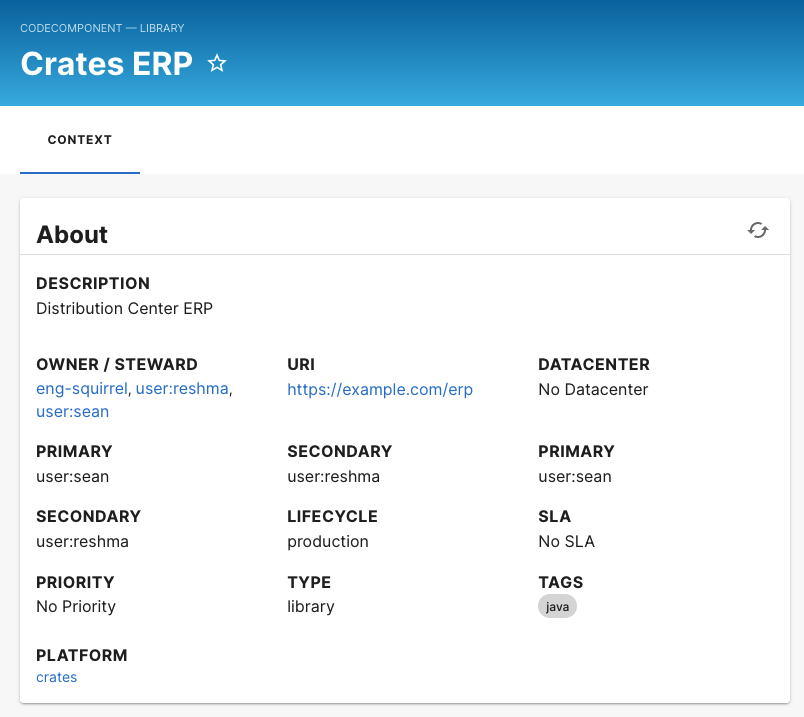 CODECOMPONENT — LIBRARY
Crates ERP
CONTEXT
About
DESCRIPTION
Distribution Center ERP
OWNER / STEWARD
eng-squirrel, user:reshma,
user:sean
URI
https://example.com/erp
DATACENTER
No Datacenter
PRIMARY
user:sean
SECONDARY
user:reshma
PRIMARY
user:sean
SECONDARY
user:reshma
LIFECYCLE
production
SLA
No SLA
PRIORITY
No Priority
TYPE
library
TAGS
java
PLATFORM
crates